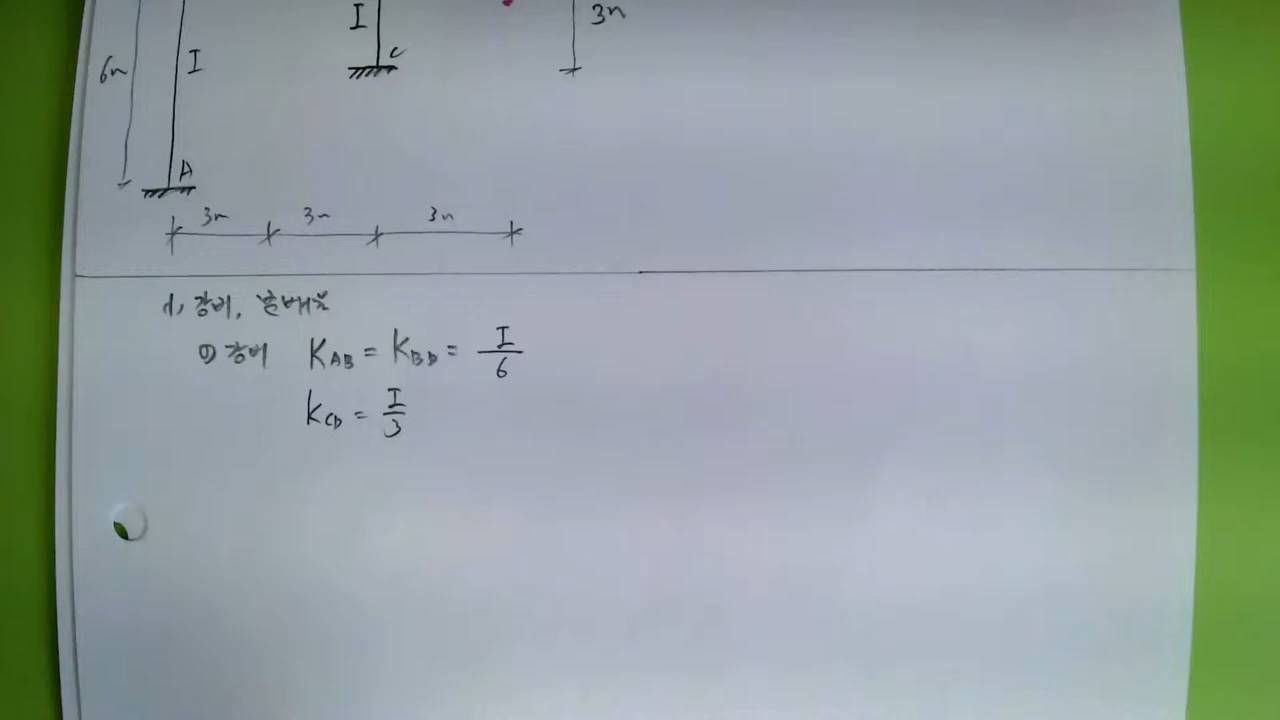 I 3m
6m I C
A
3m 3m 3m
1) 강비, 분배율
① 강비 K_AB = K_BD = I/6
K_CD = I/3